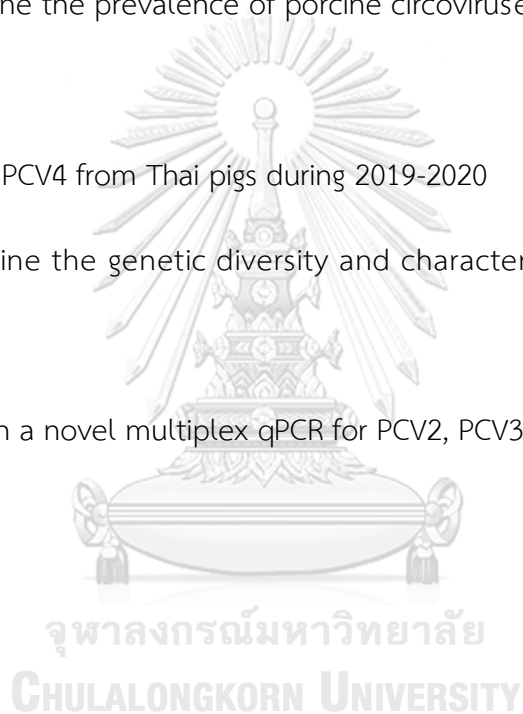 ne the prevalence of porcine circoviruse
PCV4 from Thai pigs during 2019-2020
ine the genetic diversity and character
n a novel multiplex qPCR for PCV2, PCV3
จุฬาลงกรณ์มหาวิทยาลัย
CHULALONGKORN UNIVERSITY